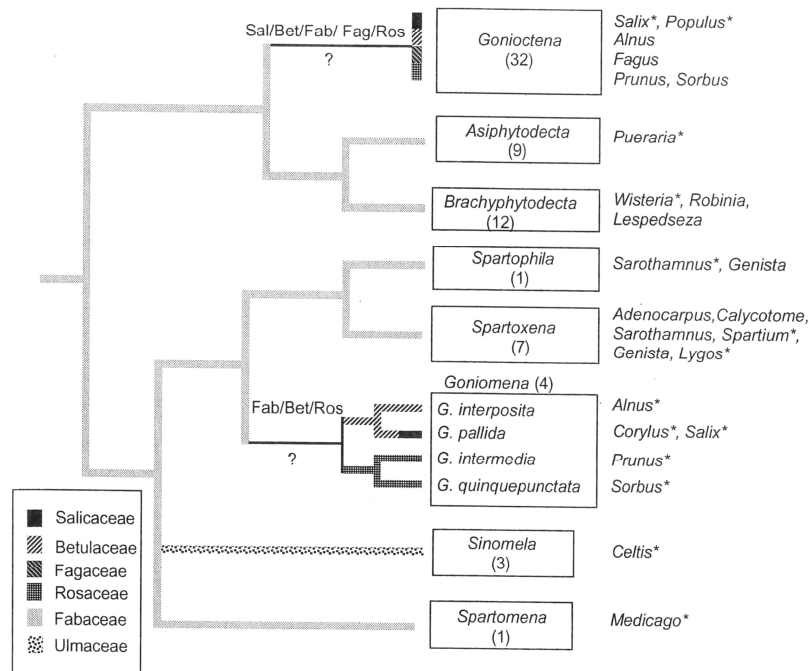 Sal/Bet/Fab/ Fag/Ros
?
Gonioctena
(32)
Salix*, Populus*
Alnus
Fagus
Prunus, Sorbus
Asiphytodecta
(9)
Pueraria*
Brachyphytodecta
(12)
Wisteria*, Robinia,
Lespedseza
Spartophila
(1)
Sarothamnus*, Genista
Spartoxena
(7)
Adenocarpus,Calycotome,
Sarothamnus, Spartium*,
Genista, Lygos*
Fab/Bet/Ros
?
Goniomena (4)
G. interposita
Alnus*
G. pallida
Corylus*, Salix*
G. intermedia
Prunus*
G. quinquepunctata
Sorbus*
Sinomela
(3)
Celtis*
Spartomena
(1)
Medicago*
Salicaceae
Betulaceae
Fagaceae
Rosaceae
Fabaceae
Ulmaceae